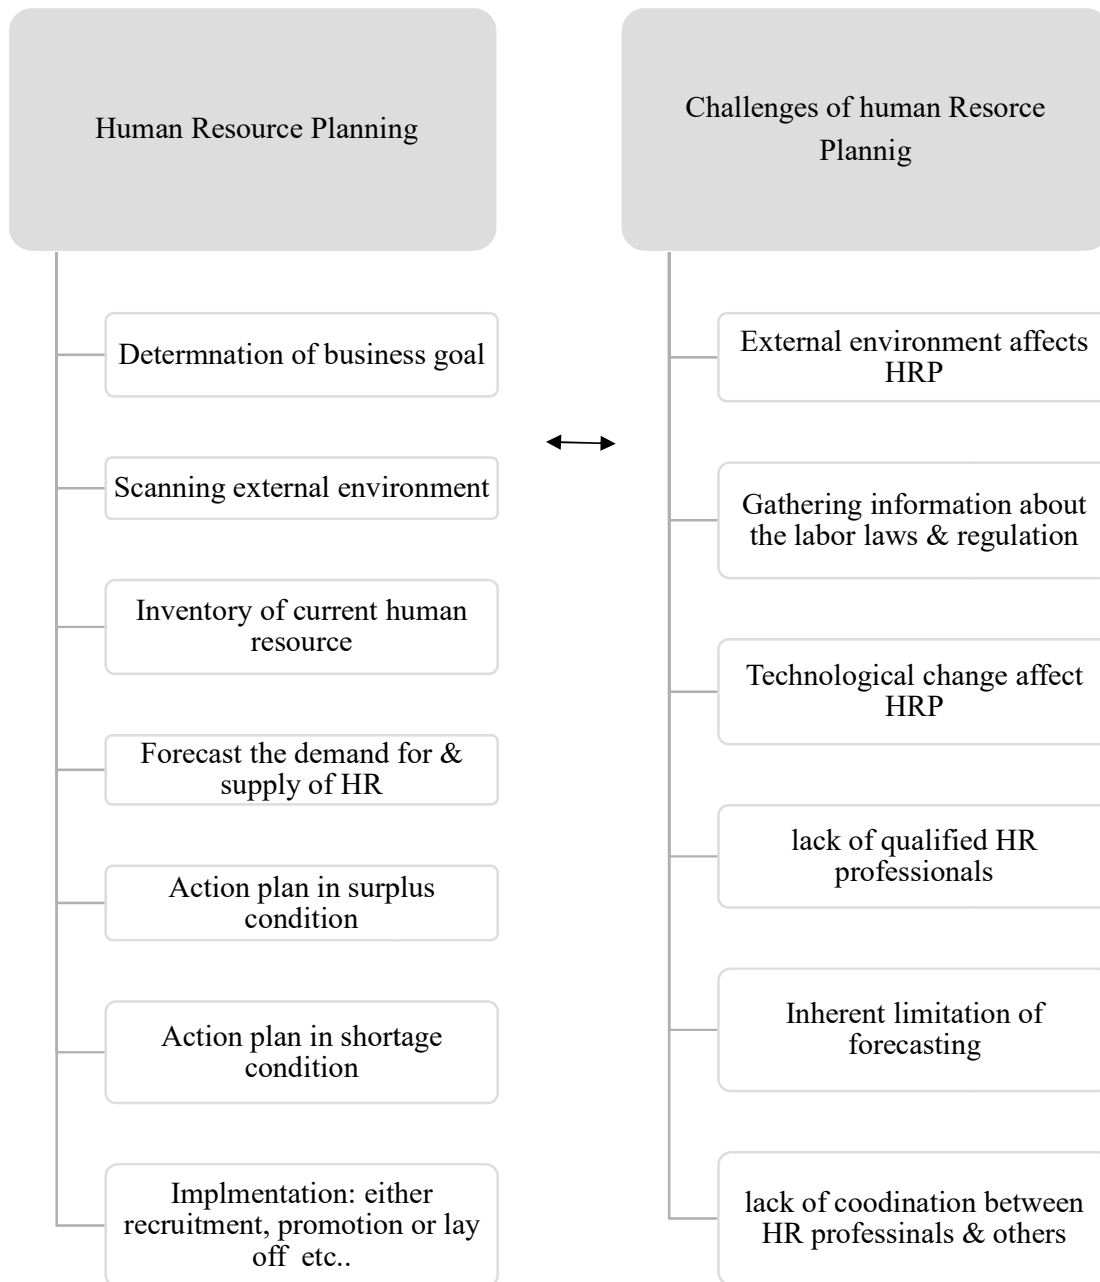 Human Resource Planning
Determnation of business goal
Scanning external environment
Inventory of current human
resource
Forecast the demand for &
supply of HR
Action plan in surplus
condition
Action plan in shortage
condition
Implmentation: either
recruitment, promotion or lay
off etc..
Challenges of human Resorce
Plannig
External environment affects
HRP
Gathering information about
the labor laws & regulation
Technological change affect
HRP
lack of qualified HR
professionals
Inherent limitation of
forecasting
lack of coodination between
HR professinals & others